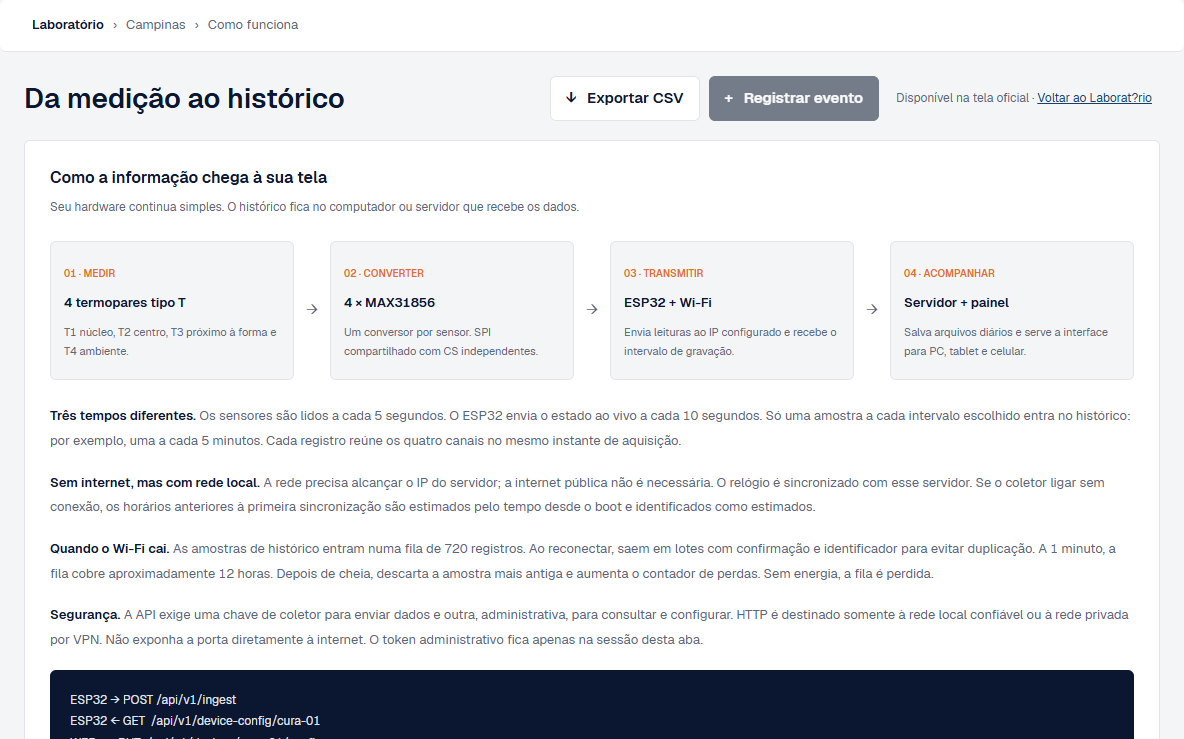 Laboratório › Campinas › Como funciona
Da medição ao histórico
↓ Exportar CSV
+ Registrar evento
Disponível na tela oficial · Voltar ao Laborat?rio
Como a informação chega à sua tela
Seu hardware continua simples. O histórico fica no computador ou servidor que recebe os dados.
01 · MEDIR
4 termopares tipo T
T1 núcleo, T2 centro, T3 próximo à forma e
T4 ambiente.
→
02 · CONVERTER
4 × MAX31856
Um conversor por sensor. SPI
compartilhado com CS independentes.
→
03 · TRANSMITIR
ESP32 + Wi-Fi
Envia leituras ao IP configurado e recebe o
intervalo de gravação.
→
04 · ACOMPANHAR
Servidor + painel
Salva arquivos diários e serve a interface
para PC, tablet e celular.
Três tempos diferentes. Os sensores são lidos a cada 5 segundos. O ESP32 envia o estado ao vivo a cada 10 segundos. Só uma amostra a cada intervalo escolhido entra no histórico:
por exemplo, uma a cada 5 minutos. Cada registro reúne os quatro canais no mesmo instante de aquisição.
Sem internet, mas com rede local. A rede precisa alcançar o IP do servidor; a internet pública não é necessária. O relógio é sincronizado com esse servidor. Se o coletor ligar sem
conexão, os horários anteriores à primeira sincronização são estimados pelo tempo desde o boot e identificados como estimados.
Quando o Wi-Fi cai. As amostras de histórico entram numa fila de 720 registros. Ao reconectar, saem em lotes com confirmação e identificador para evitar duplicação. A 1 minuto, a
fila cobre aproximadamente 12 horas. Depois de cheia, descarta a amostra mais antiga e aumenta o contador de perdas. Sem energia, a fila é perdida.
Segurança. A API exige uma chave de coletor para enviar dados e outra, administrativa, para consultar e configurar. HTTP é destinado somente à rede local confiável ou à rede privada
por VPN. Não exponha a porta diretamente à internet. O token administrativo fica apenas na sessão desta aba.
ESP32 → POST /api/v1/ingest
ESP32 ← GET /api/v1/device-config/cura-01